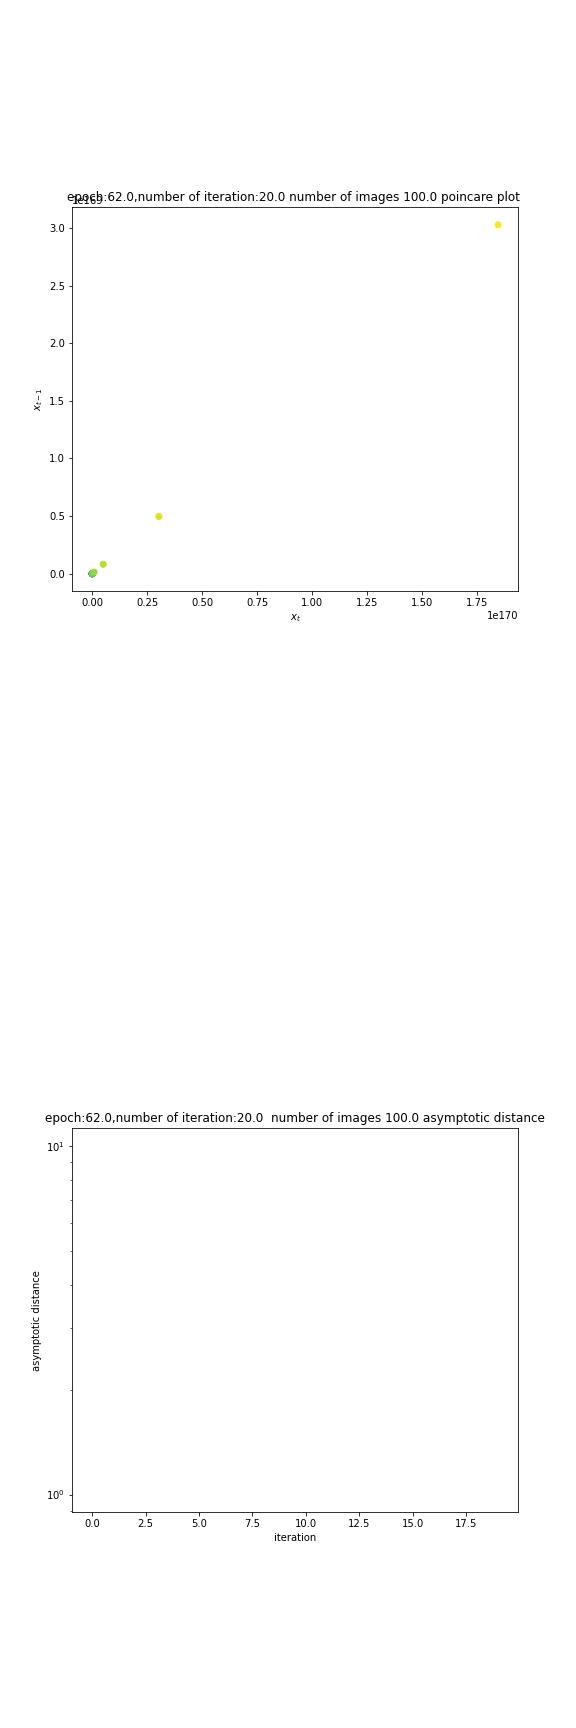 epoch:62.0,number of iteration:20.0 number of images 100.0 poincare plot
3.0
2.5
2.0
1.5
1.0
0.5
0.0
x_{t−1}
0.00 0.25 0.50 0.75 1.00 1.25 1.50 1.75
1e170
x_t
epoch:62.0,number of iteration:20.0  number of images 100.0 asymptotic distance
10^1
10^0
asymptotic distance
0.0 2.5 5.0 7.5 10.0 12.5 15.0 17.5
iteration